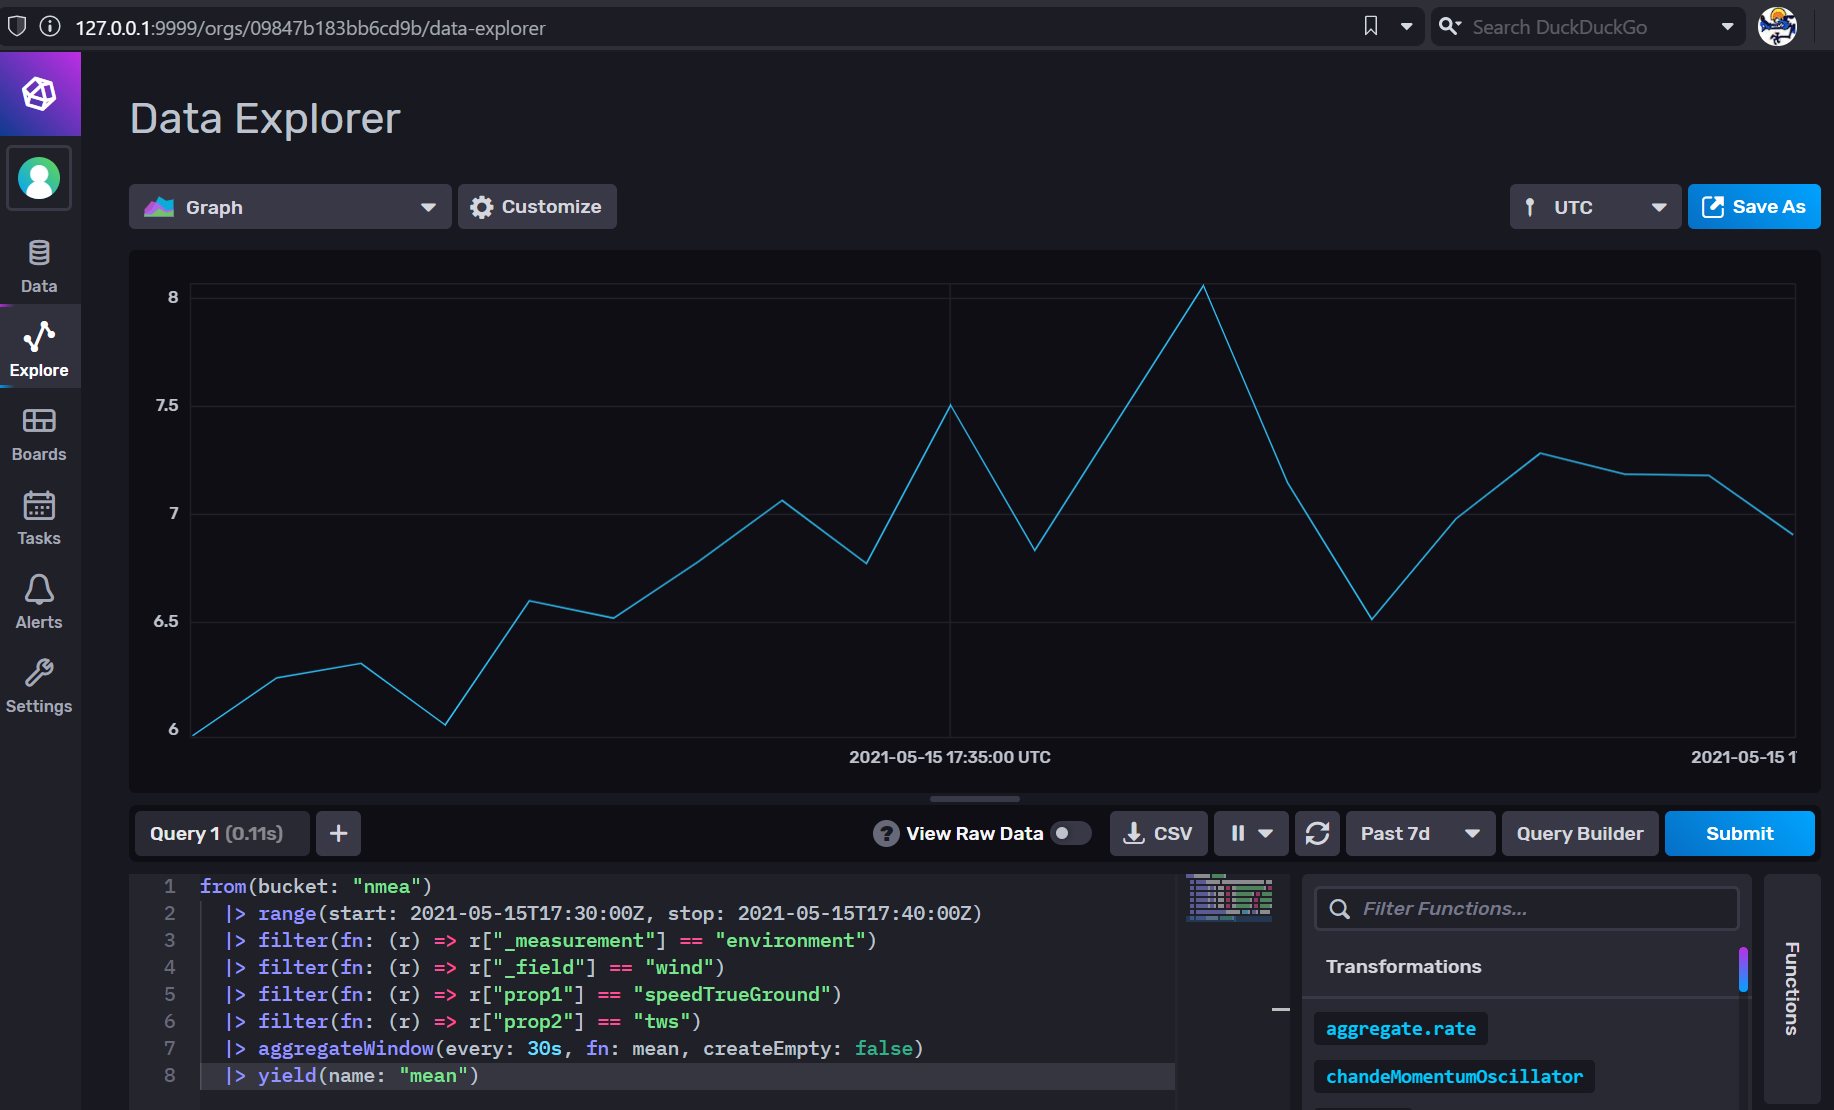 127.0.0.1:9999/orgs/09847b183bb6cd9b/data-explorer
Search DuckDuckGo
Data Explorer
Graph
Customize
UTC
Save As
Data
Explore
Boards
Tasks
Alerts
Settings
8
7.5
7
6.5
6
2021-05-15 17:35:00 UTC
2021-05-15 1
Query 1 (0.11s)
+
? View Raw Data
CSV
Past 7d
Query Builder
Submit
1 from(bucket: "nmea")
2 |> range(start: 2021-05-15T17:30:00Z, stop: 2021-05-15T17:40:00Z)
3 |> filter(fn: (r) => r["_measurement"] == "environment")
4 |> filter(fn: (r) => r["_field"] == "wind")
5 |> filter(fn: (r) => r["prop1"] == "speedTrueGround")
6 |> filter(fn: (r) => r["prop2"] == "tws")
7 |> aggregateWindow(every: 30s, fn: mean, createEmpty: false)
8 |> yield(name: "mean")
Filter Functions...
Transformations
aggregate.rate
chandeMomentumOscillator
Functions